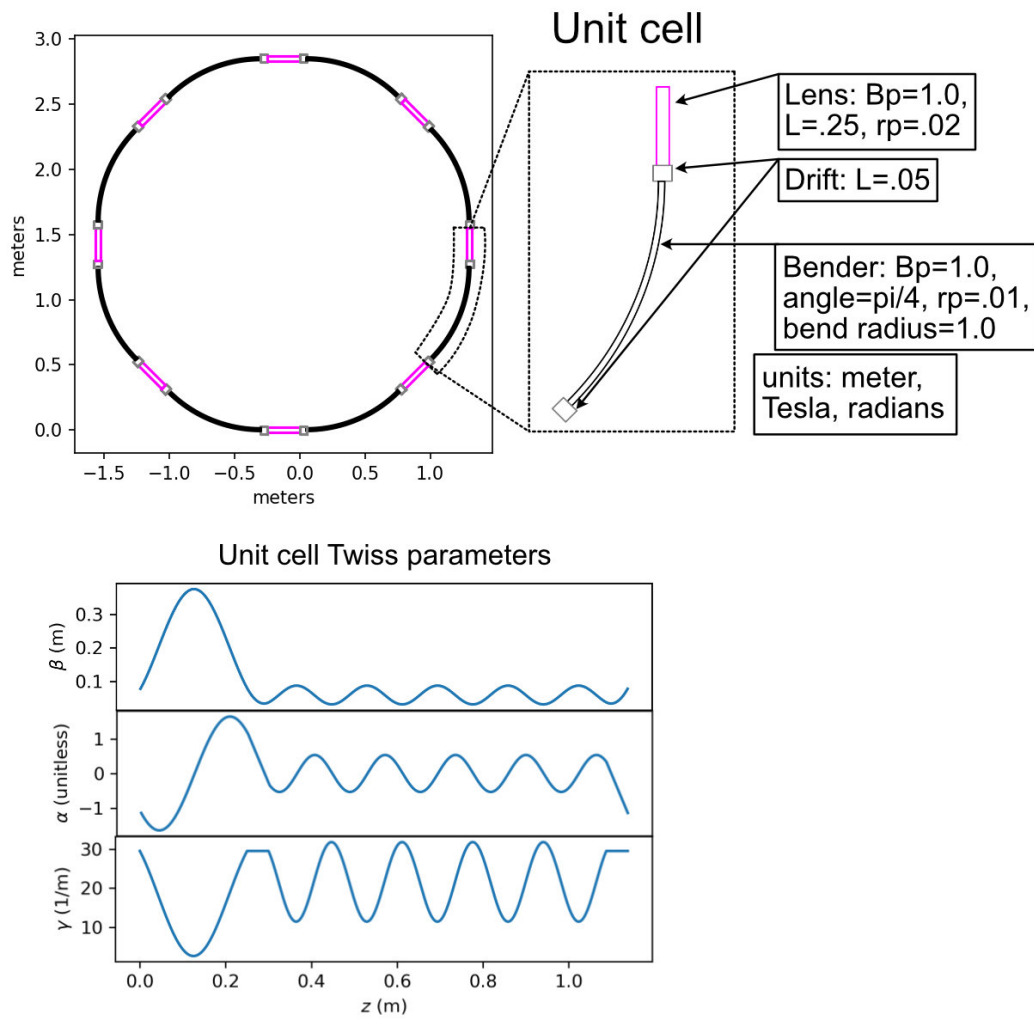 Unit cell
3.0
2.5
2.0
1.5
1.0
0.5
0.0
meters
−1.5
−1.0
−0.5
0.0
0.5
1.0
meters
Lens: Bp=1.0,
L=.25, rp=.02
Drift: L=.05
Bender: Bp=1.0,
angle=pi/4, rp=.01,
bend radius=1.0
units: meter,
Tesla, radians
Unit cell Twiss parameters
0.3
0.2
0.1
β (m)
1
0
−1
α (unitless)
30
20
10
γ (1/m)
0.0
0.2
0.4
0.6
0.8
1.0
z (m)